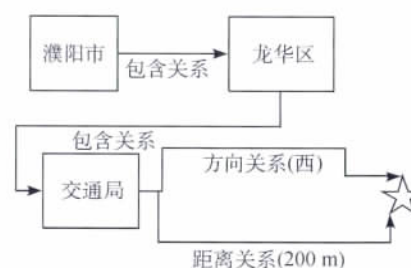 濮阳市
包含关系
龙华区
包含关系
交通局
方向关系(西)
距离关系(200 m)